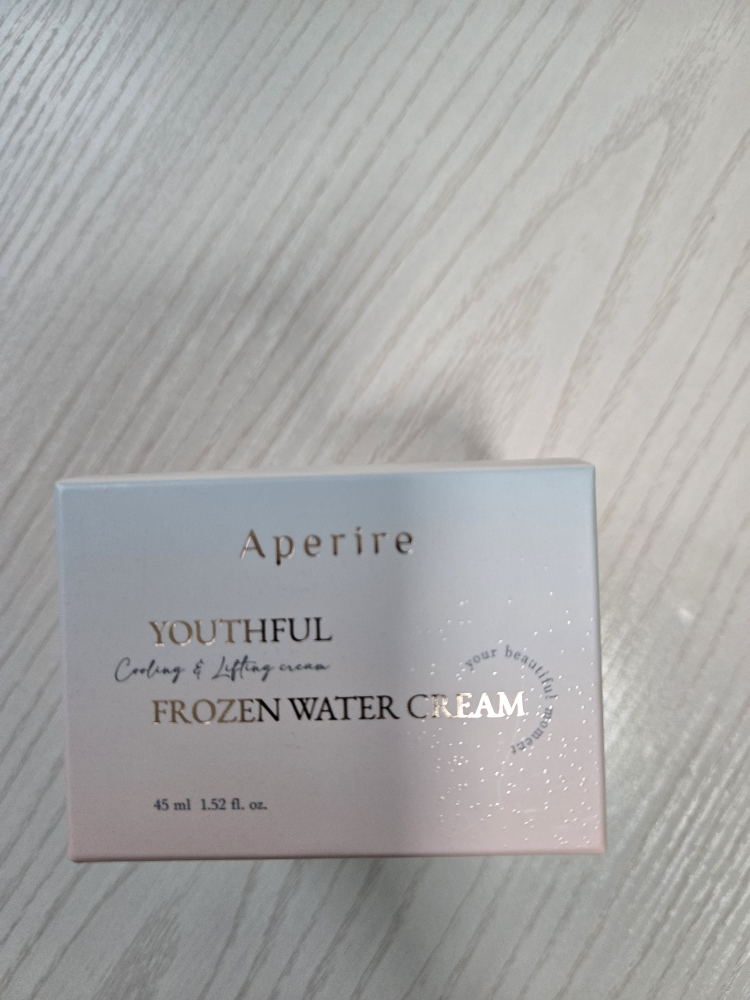 Aperire
YOUTHFUL
Cooling & Lifting cream
FROZEN WATER CREAM
your beautiful moment
45 ml 1.52 fl. oz.